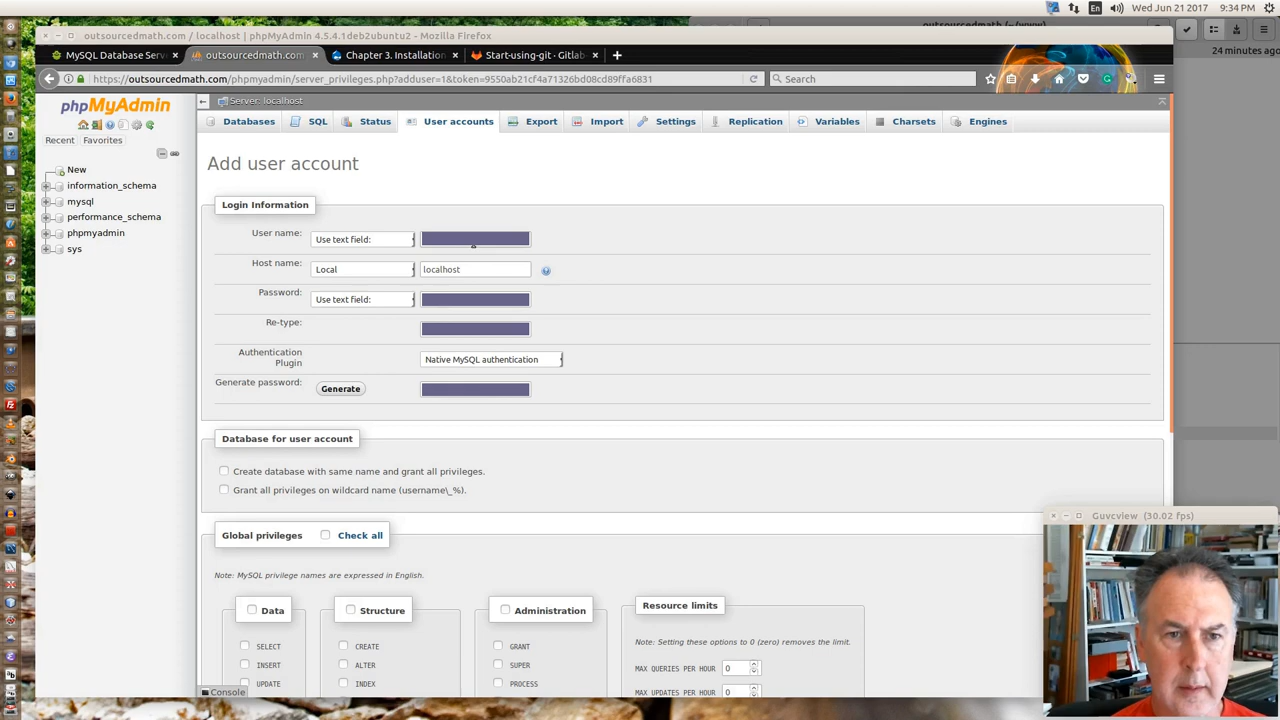 En
Wed Jun 21 2017
9:34 PM
outsourcedmath.com (~/www)
outsourcedmath.com / localhost | phpMyAdmin 4.5.4.1deb2ubuntu2 - Mozilla Firefox
24 minutes ago
MySQL Database Serve
outsourcedmath.com /
Chapter 3. Installation
Start-using-git · Gitlab
https://outsourcedmath.com/phpmyadmin/server_privileges.php?adduser=1&token=9550ab21cf4a71326bd08cd89ffa6831
Search
phpMyAdmin
Server: localhost
Databases
SQL
Status
User accounts
Export
Import
Settings
Replication
Variables
Charsets
Engines
Recent
Favorites
New
information_schema
mysql
performance_schema
phpmyadmin
sys
Add user account
Login Information
User name:
Use text field:
Host name:
Local
localhost
Password:
Use text field:
Re-type:
Authentication
Plugin
Native MySQL authentication
Generate password:
Generate
Database for user account
Create database with same name and grant all privileges.
Grant all privileges on wildcard name (username\_%).
Global privileges
Check all
Note: MySQL privilege names are expressed in English.
Data
Structure
Administration
Resource limits
SELECT
CREATE
GRANT
Note: Setting these options to 0 (zero) removes the limit.
INSERT
ALTER
SUPER
MAX QUERIES PER HOUR
0
UPDATE
INDEX
PROCESS
MAX UPDATES PER HOUR
0
Console
Guvcview (30.02 fps)